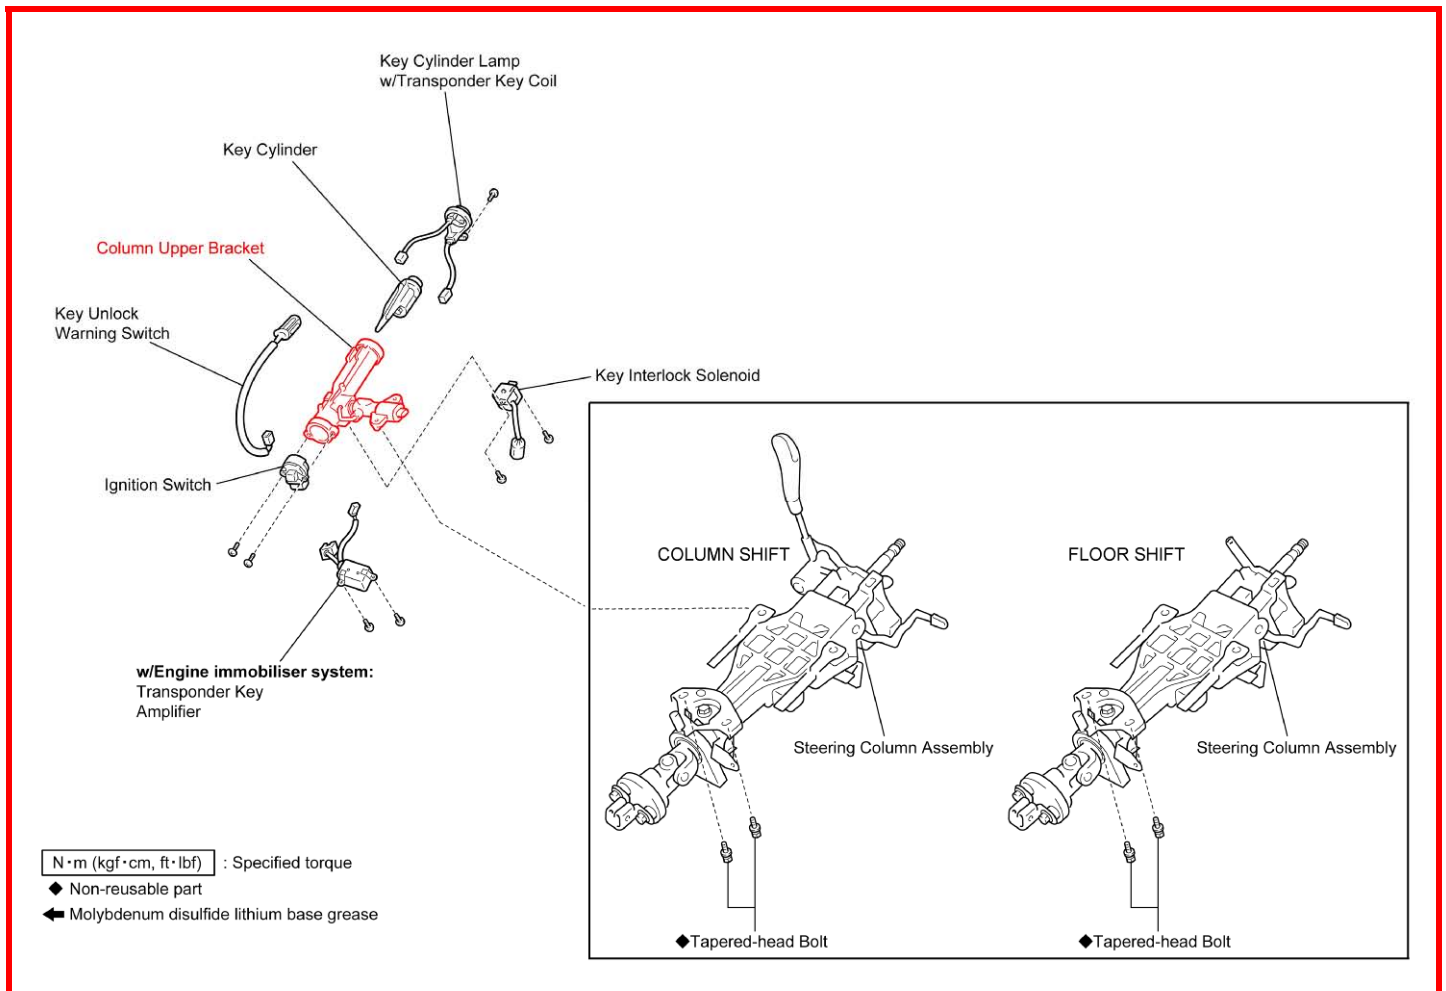 Key Cylinder Lamp
w/Transponder Key Coil
Key Cylinder
Column Upper Bracket
Key Unlock
Warning Switch
Key Interlock Solenoid
Ignition Switch
COLUMN SHIFT
FLOOR SHIFT
w/Engine immobiliser system:
Transponder Key
Amplifier
Steering Column Assembly
Steering Column Assembly
N・m (kgf・cm, ft・lbf) : Specified torque
◆ Non-reusable part
Molybdenum disulfide lithium base grease
◆Tapered-head Bolt
◆Tapered-head Bolt